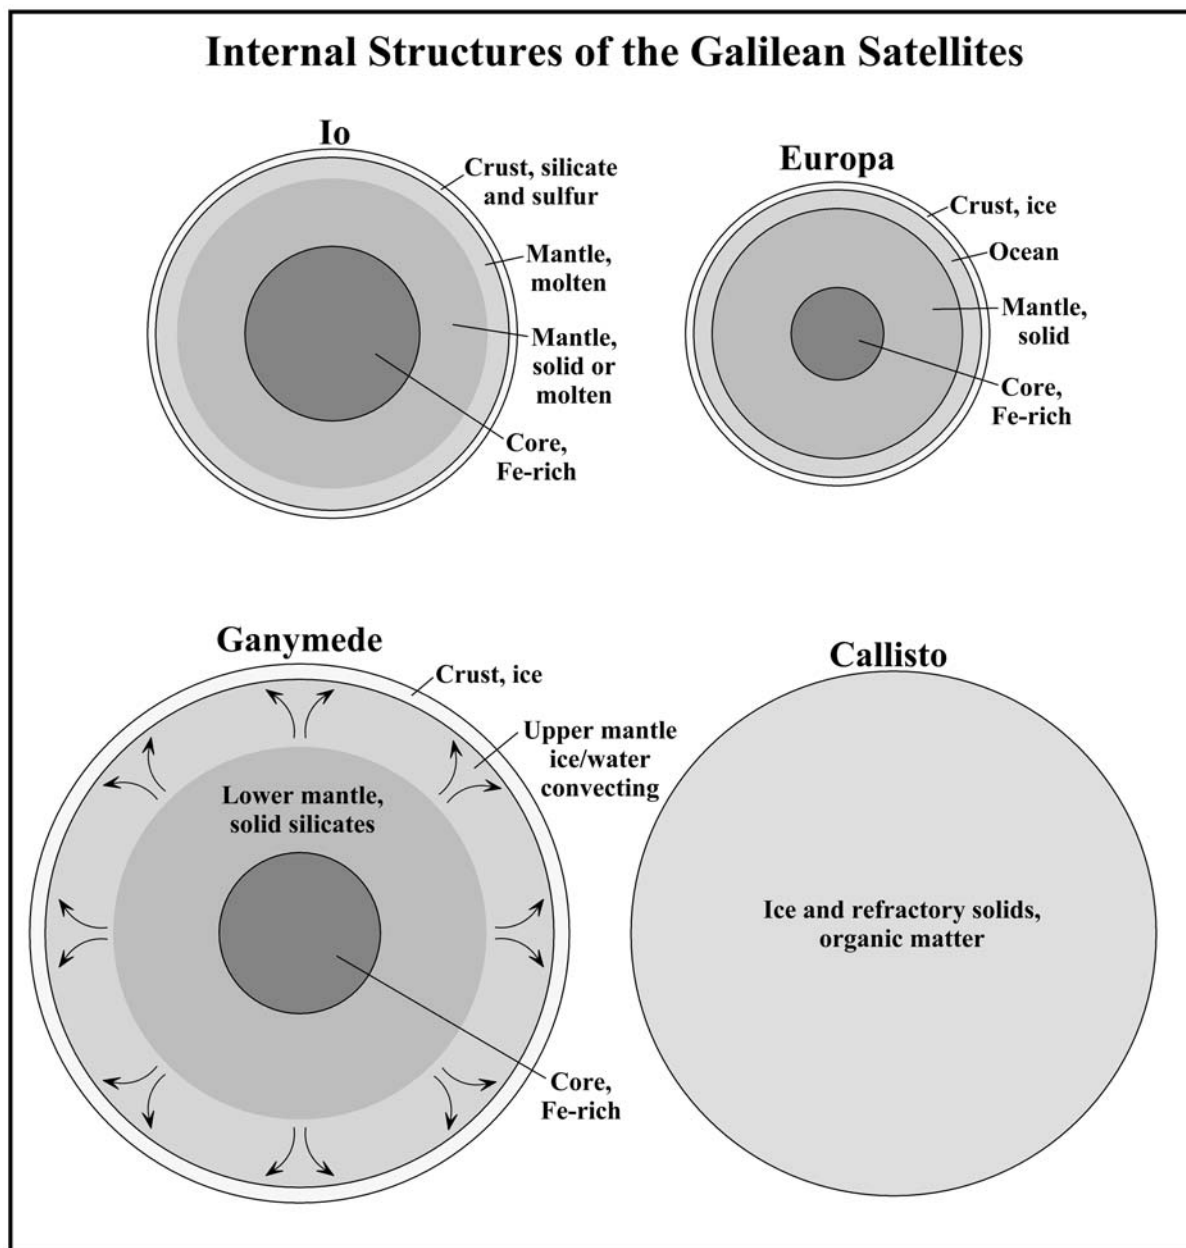 Internal Structures of the Galilean Satellites
Io
Crust, silicate
and sulfur
Mantle,
molten
Mantle,
solid or
molten
Core,
Fe-rich
Europa
Crust, ice
Ocean
Mantle,
solid
Core,
Fe-rich
Ganymede
Crust, ice
Upper mantle
ice/water
convecting
Lower mantle,
solid silicates
Core,
Fe-rich
Callisto
Ice and refractory solids,
organic matter